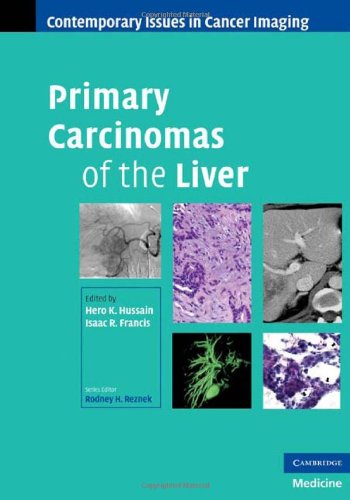 Contemporary Issues in Cancer Imaging
Primary
Carcinomas
of the Liver
Edited by
Hero K. Hussain
Isaac R. Francis
Series Editor
Rodney H. Reznek
CAMBRIDGE
Medicine